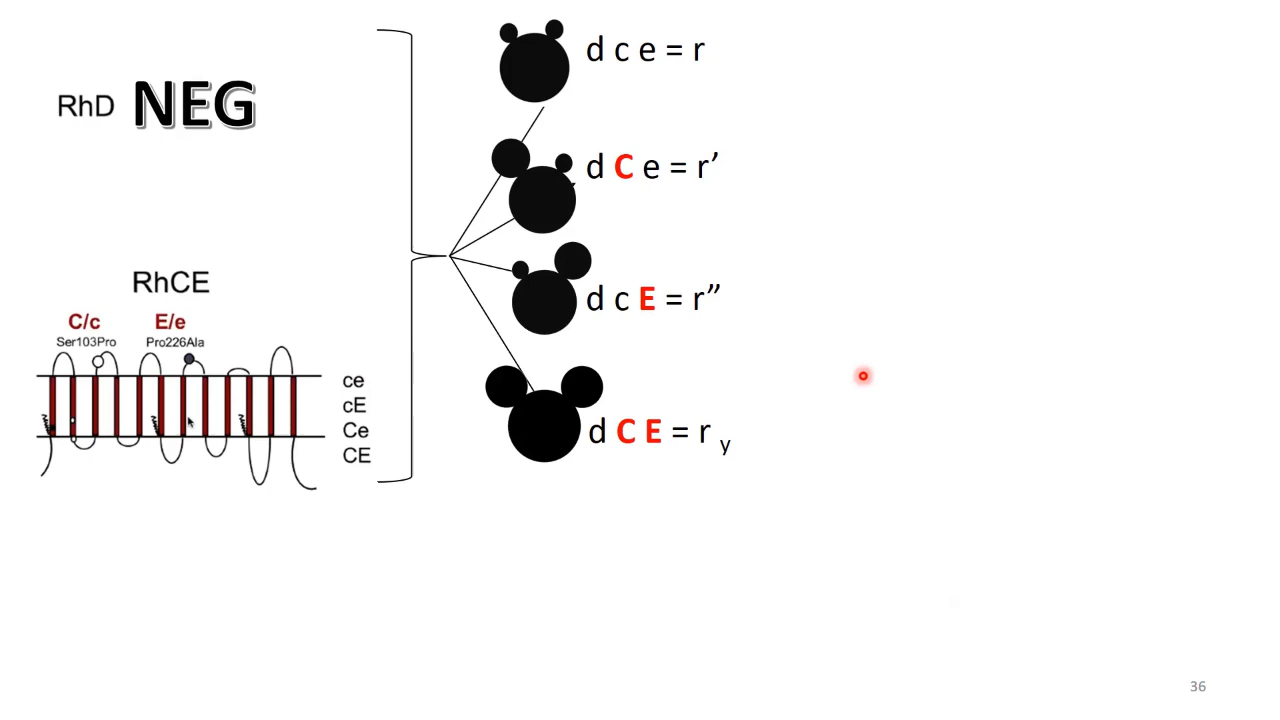 RhD NEG
RhCE
C/c E/e
Ser103Pro Pro226Ala
ce
cE
Ce
CE
d c e = r
d C e = r’
d c E = r”
d C E = r y
36